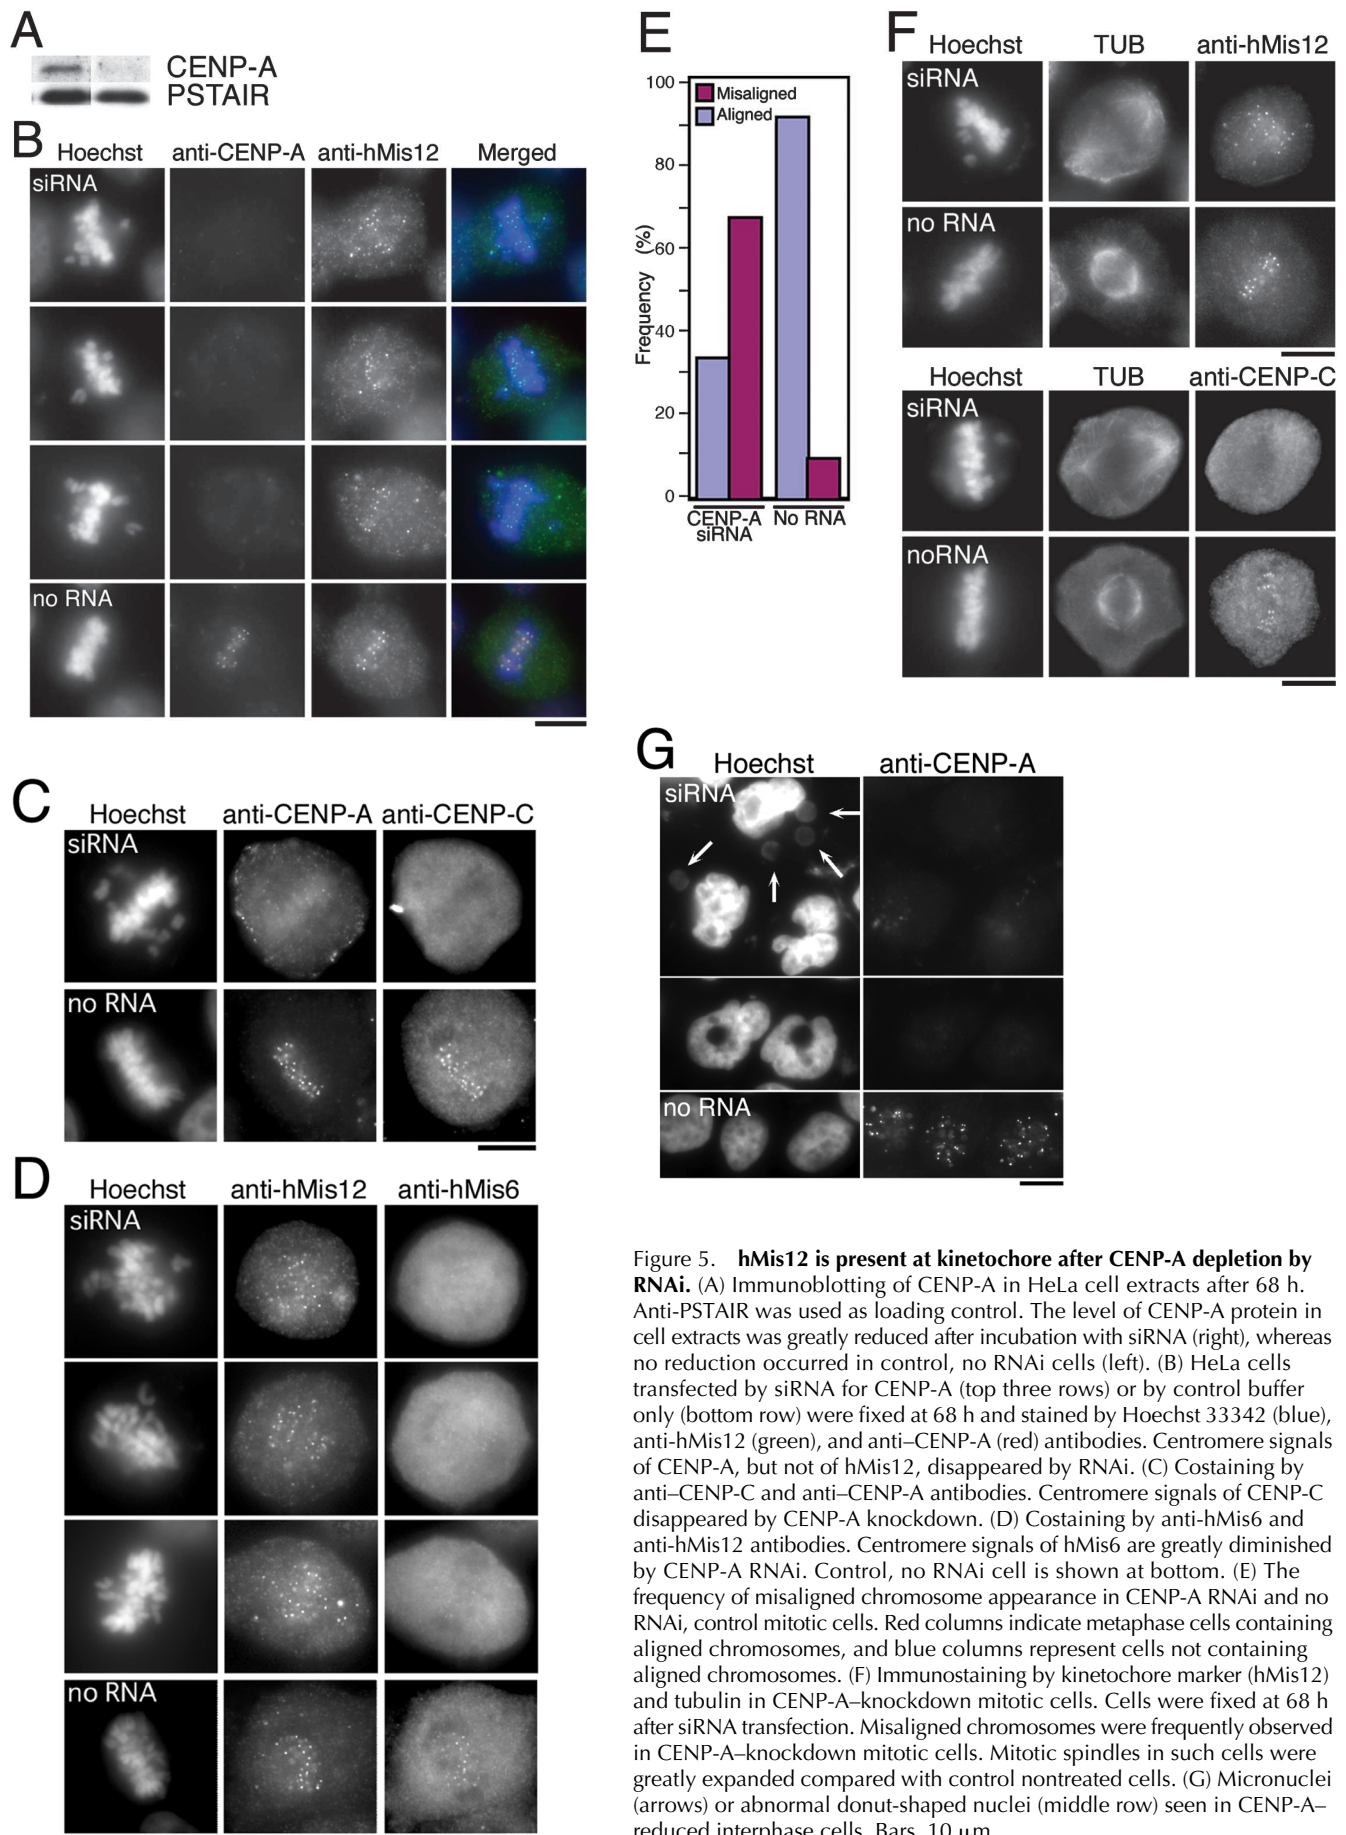 A
CENP-A
PSTAIR
B
Hoechst anti-CENP-A anti-hMis12 Merged
siRNA
no RNA
C
Hoechst anti-CENP-A anti-CENP-C
siRNA
no RNA
D
Hoechst anti-hMis12 anti-hMis6
siRNA
no RNA
E
100
80
60
40
20
0
Frequency (%)
Misaligned
Aligned
CENP-A siRNA
No RNA
F
Hoechst TUB anti-hMis12
siRNA
no RNA
Hoechst TUB anti-CENP-C
siRNA
noRNA
G
Hoechst anti-CENP-A
siRNA
no RNA
Figure 5. hMis12 is present at kinetochore after CENP-A depletion by
RNAi. (A) Immunoblotting of CENP-A in HeLa cell extracts after 68 h.
Anti-PSTAIR was used as loading control. The level of CENP-A protein in
cell extracts was greatly reduced after incubation with siRNA (right), whereas
no reduction occurred in control, no RNAi cells (left). (B) HeLa cells
transfected by siRNA for CENP-A (top three rows) or by control buffer
only (bottom row) were fixed at 68 h and stained by Hoechst 33342 (blue),
anti-hMis12 (green), and anti–CENP-A (red) antibodies. Centromere signals
of CENP-A, but not of hMis12, disappeared by RNAi. (C) Costaining by
anti–CENP-C and anti–CENP-A antibodies. Centromere signals of CENP-C
disappeared by CENP-A knockdown. (D) Costaining by anti-hMis6 and
anti-hMis12 antibodies. Centromere signals of hMis6 are greatly diminished
by CENP-A RNAi. Control, no RNAi cell is shown at bottom. (E) The
frequency of misaligned chromosome appearance in CENP-A RNAi and no
RNAi, control mitotic cells. Red columns indicate metaphase cells containing
aligned chromosomes, and blue columns represent cells not containing
aligned chromosomes. (F) Immunostaining by kinetochore marker (hMis12)
and tubulin in CENP-A–knockdown mitotic cells. Cells were fixed at 68 h
after siRNA transfection. Misaligned chromosomes were frequently observed
in CENP-A–knockdown mitotic cells. Mitotic spindles in such cells were
greatly expanded compared with control nontreated cells. (G) Micronuclei
(arrows) or abnormal donut-shaped nuclei (middle row) seen in CENP-A–
reduced interphase cells. Bars, 10 μm.